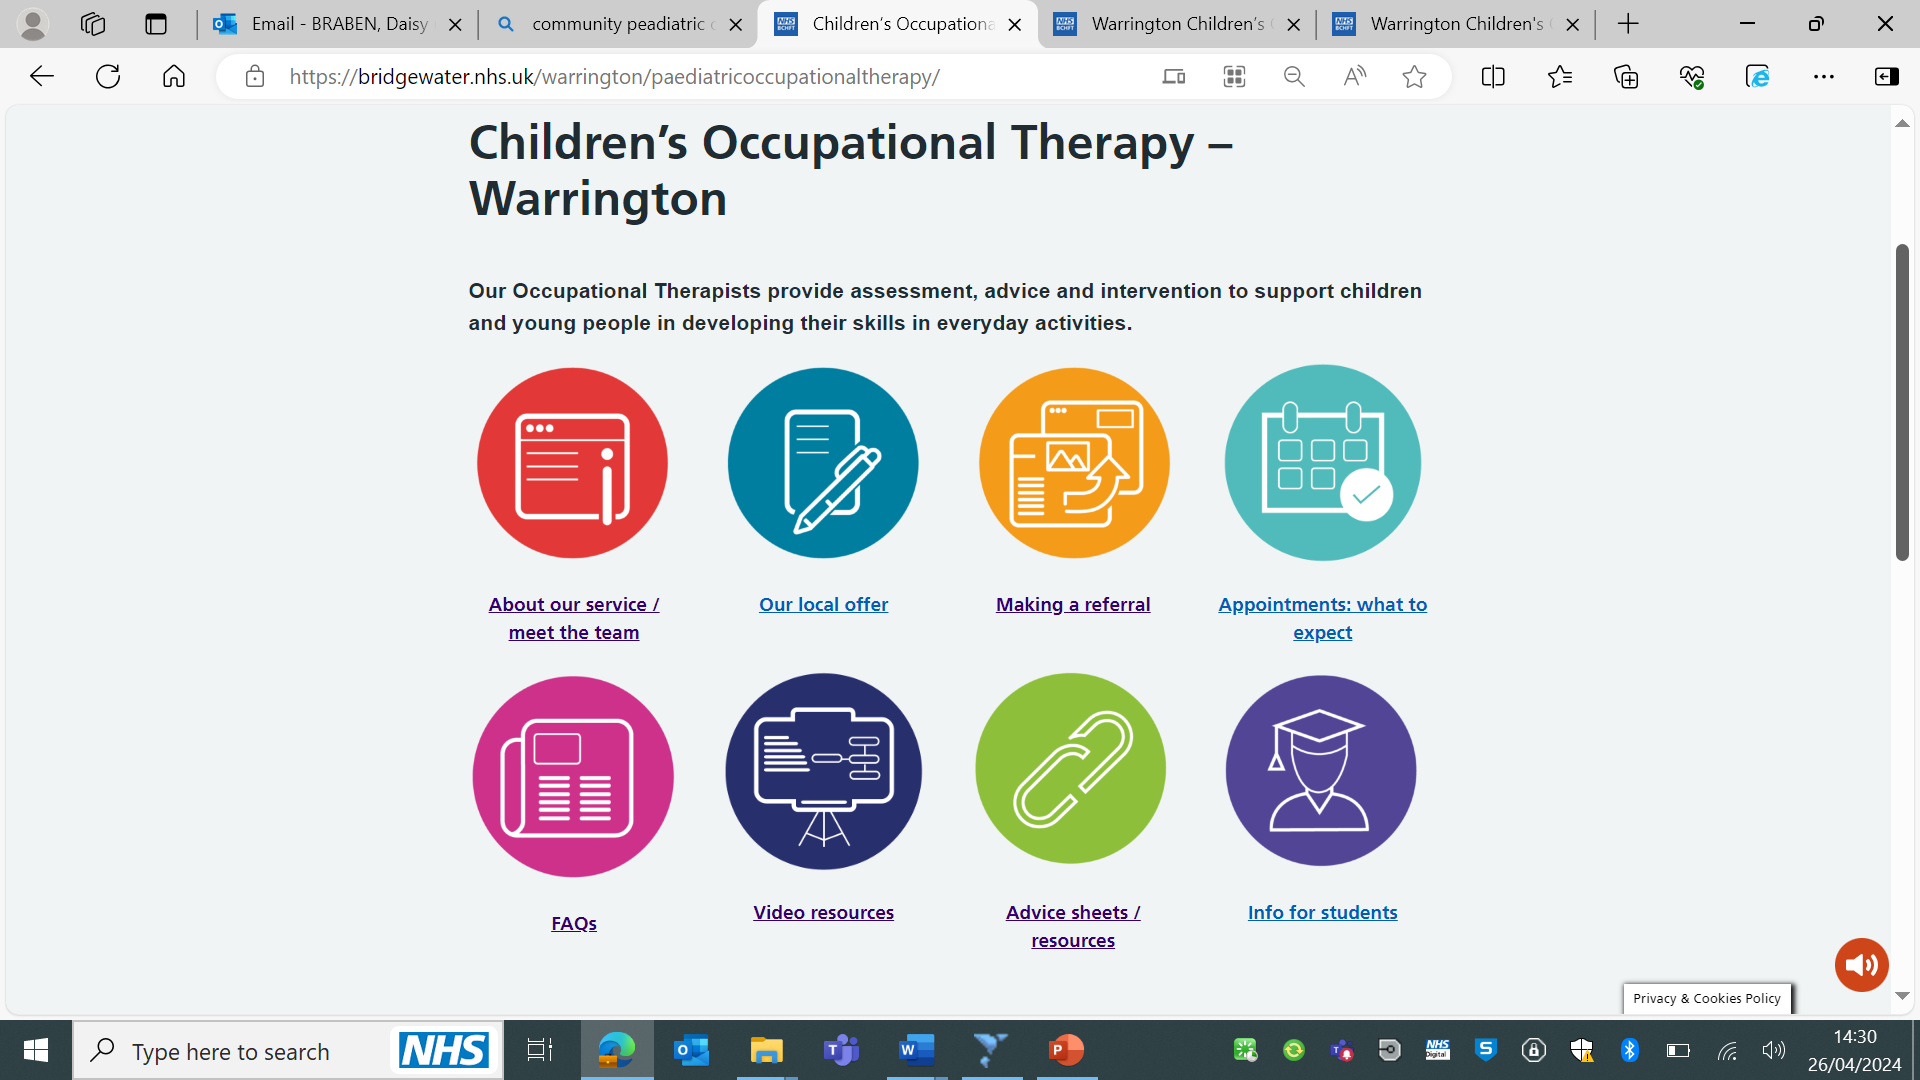 Email - BRABEN, Daisy
community peadiatric
Children's Occupationa
Warrington Children's
Warrington Children's
https://bridgewater.nhs.uk/warrington/paediatricoccupationaltherapy/
Children's Occupational Therapy –
Warrington
Our Occupational Therapists provide assessment, advice and intervention to support children
and young people in developing their skills in everyday activities.
About our service /
meet the team
Our local offer
Making a referral
Appointments: what to
expect
FAQs
Video resources
Advice sheets /
resources
Info for students
Privacy & Cookies Policy
Type here to search
NHS
14:30
26/04/2024